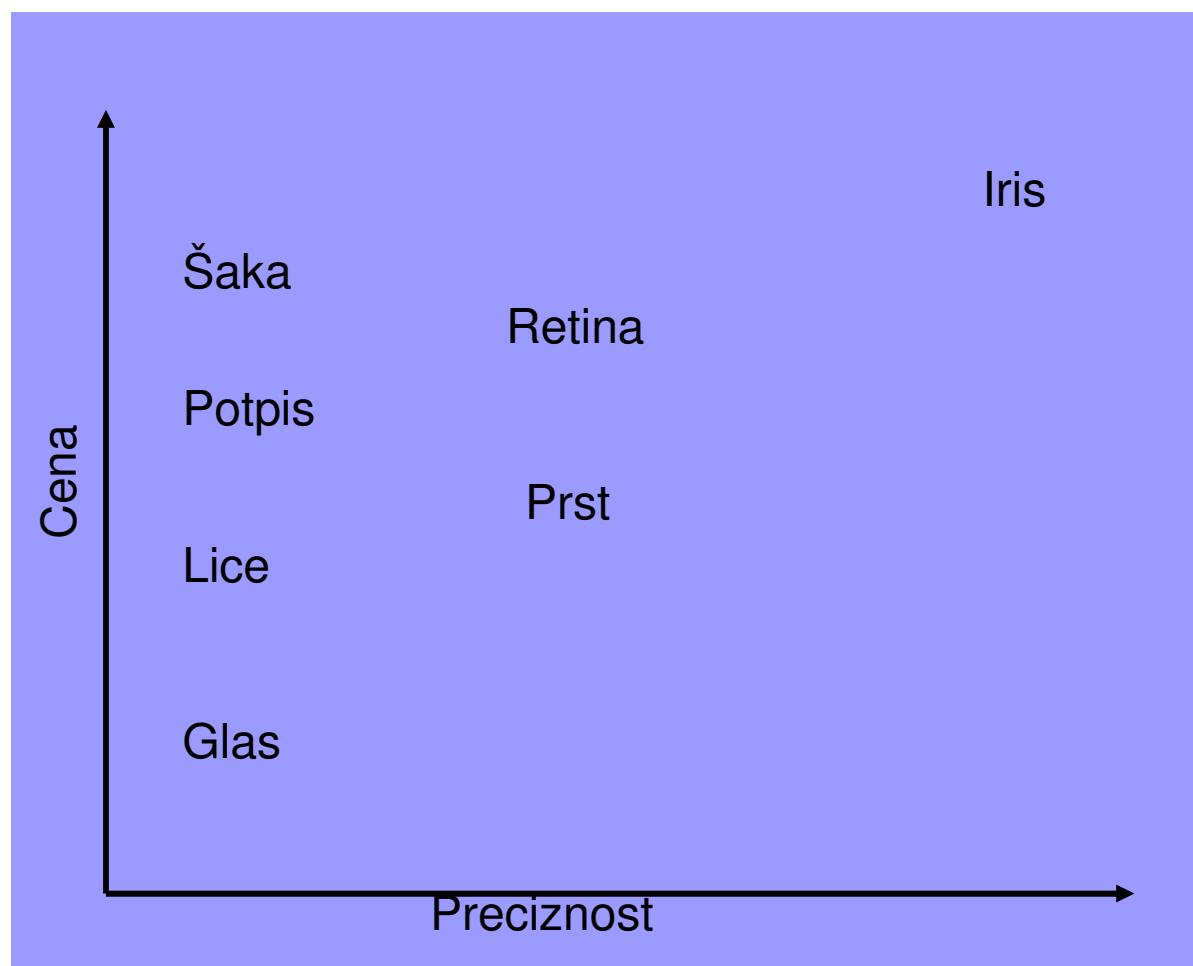 Iris
Šaka
Retina
Potpis
Cena
Prst
Lice
Glas
Preciznost